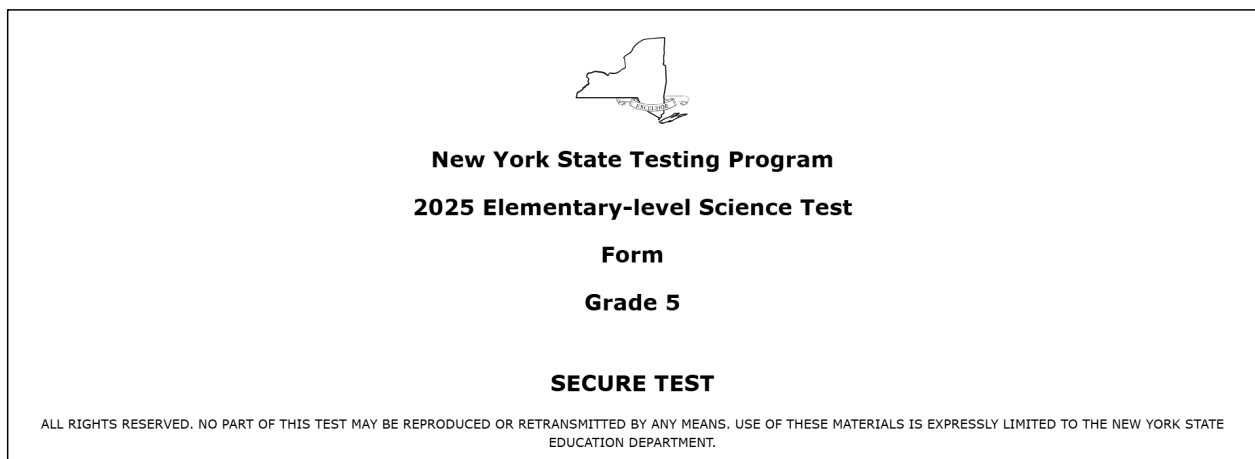 EXCELSIOR
New York State Testing Program
2025 Elementary-level Science Test
Form
Grade 5
SECURE TEST
ALL RIGHTS RESERVED. NO PART OF THIS TEST MAY BE REPRODUCED OR RETRANSMITTED BY ANY MEANS. USE OF THESE MATERIALS IS EXPRESSLY LIMITED TO THE NEW YORK STATE
EDUCATION DEPARTMENT.